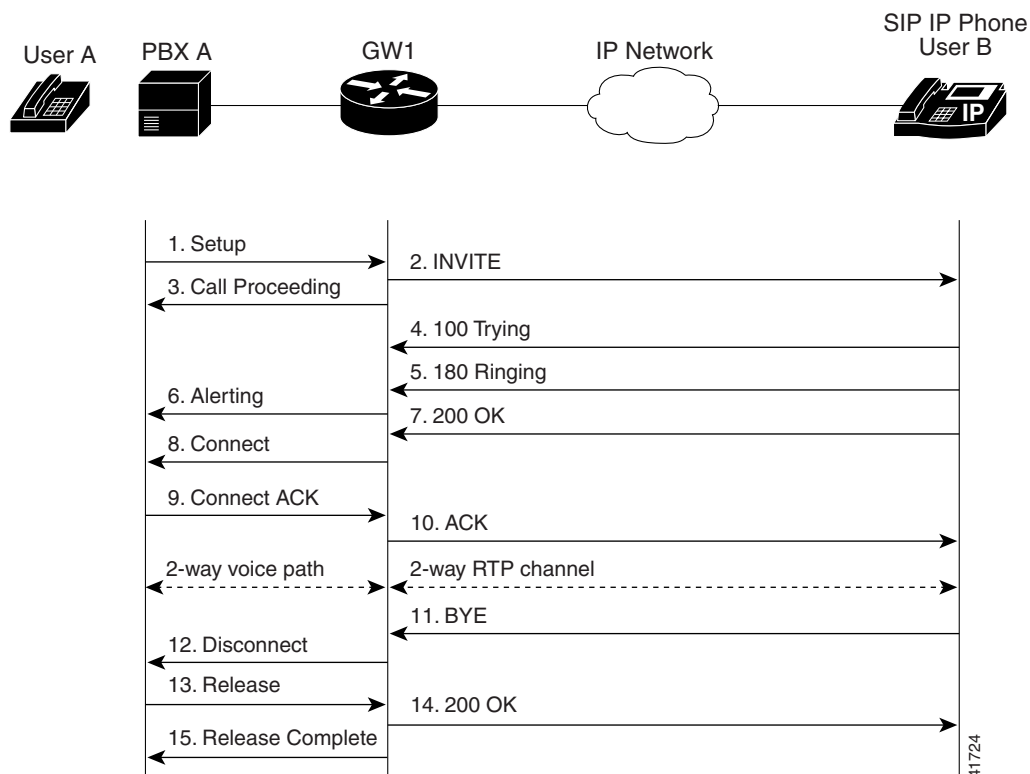 User A
PBX A
GW1
IP Network
SIP IP Phone
User B
IP
1. Setup
2. INVITE
3. Call Proceeding
4. 100 Trying
5. 180 Ringing
6. Alerting
7. 200 OK
8. Connect
9. Connect ACK
10. ACK
2-way voice path
2-way RTP channel
11. BYE
12. Disconnect
13. Release
14. 200 OK
15. Release Complete
41724